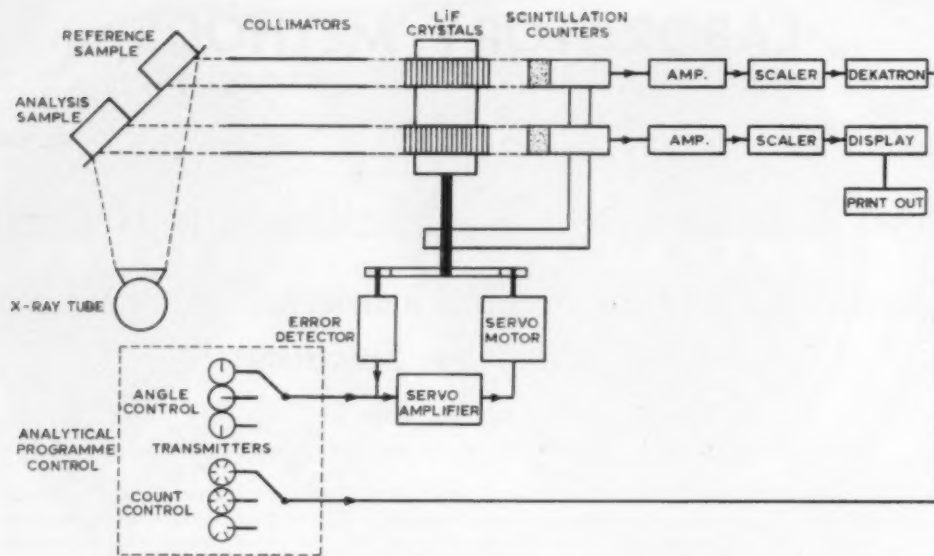 REFERENCE
SAMPLE
COLLIMATORS
LiF
CRYSTALS
SCINTILLATION
COUNTERS
AMP.
SCALER
DEKATRON
ANALYSIS
SAMPLE
AMP.
SCALER
DISPLAY
PRINT OUT
X-RAY TUBE
ERROR
DETECTOR
SERVO
MOTOR
ANGLE
CONTROL
SERVO
AMPLIFIER
ANALYTICAL
PROGRAMME
CONTROL
TRANSMITTERS
COUNT
CONTROL